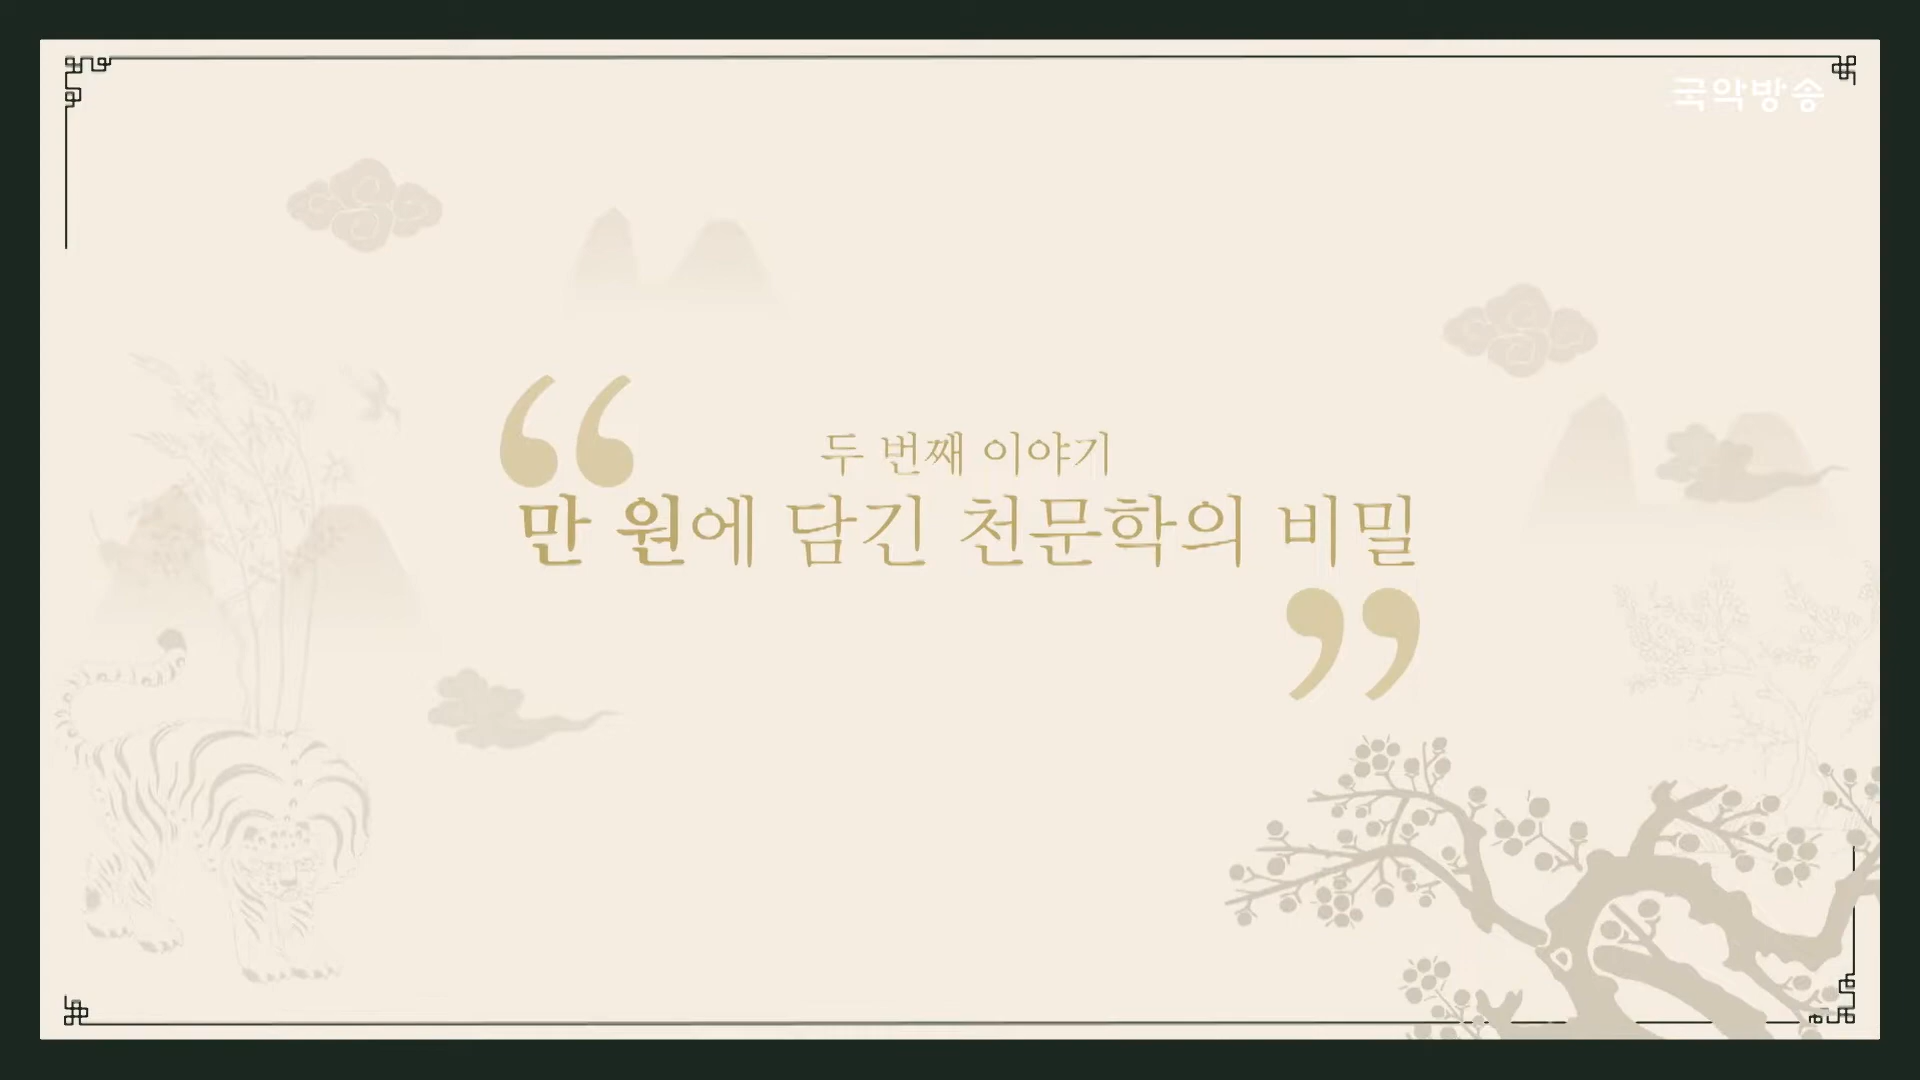 국악방송
두 번째 이야기
“만 원에 담긴 천문학의 비밀”